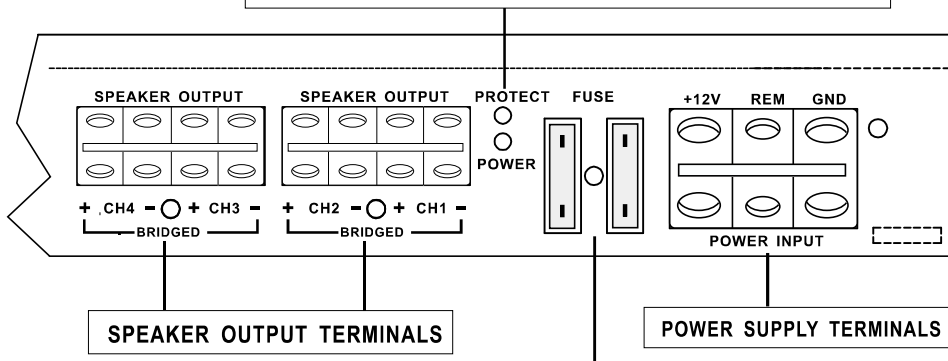 SPEAKER OUTPUT SPEAKER OUTPUT PROTECT FUSE +12V REM GND
POWER
+ CH4 - + CH3 - + CH2 - + CH1 -
BRIDGED BRIDGED
POWER INPUT
SPEAKER OUTPUT TERMINALS
POWER SUPPLY TERMINALS